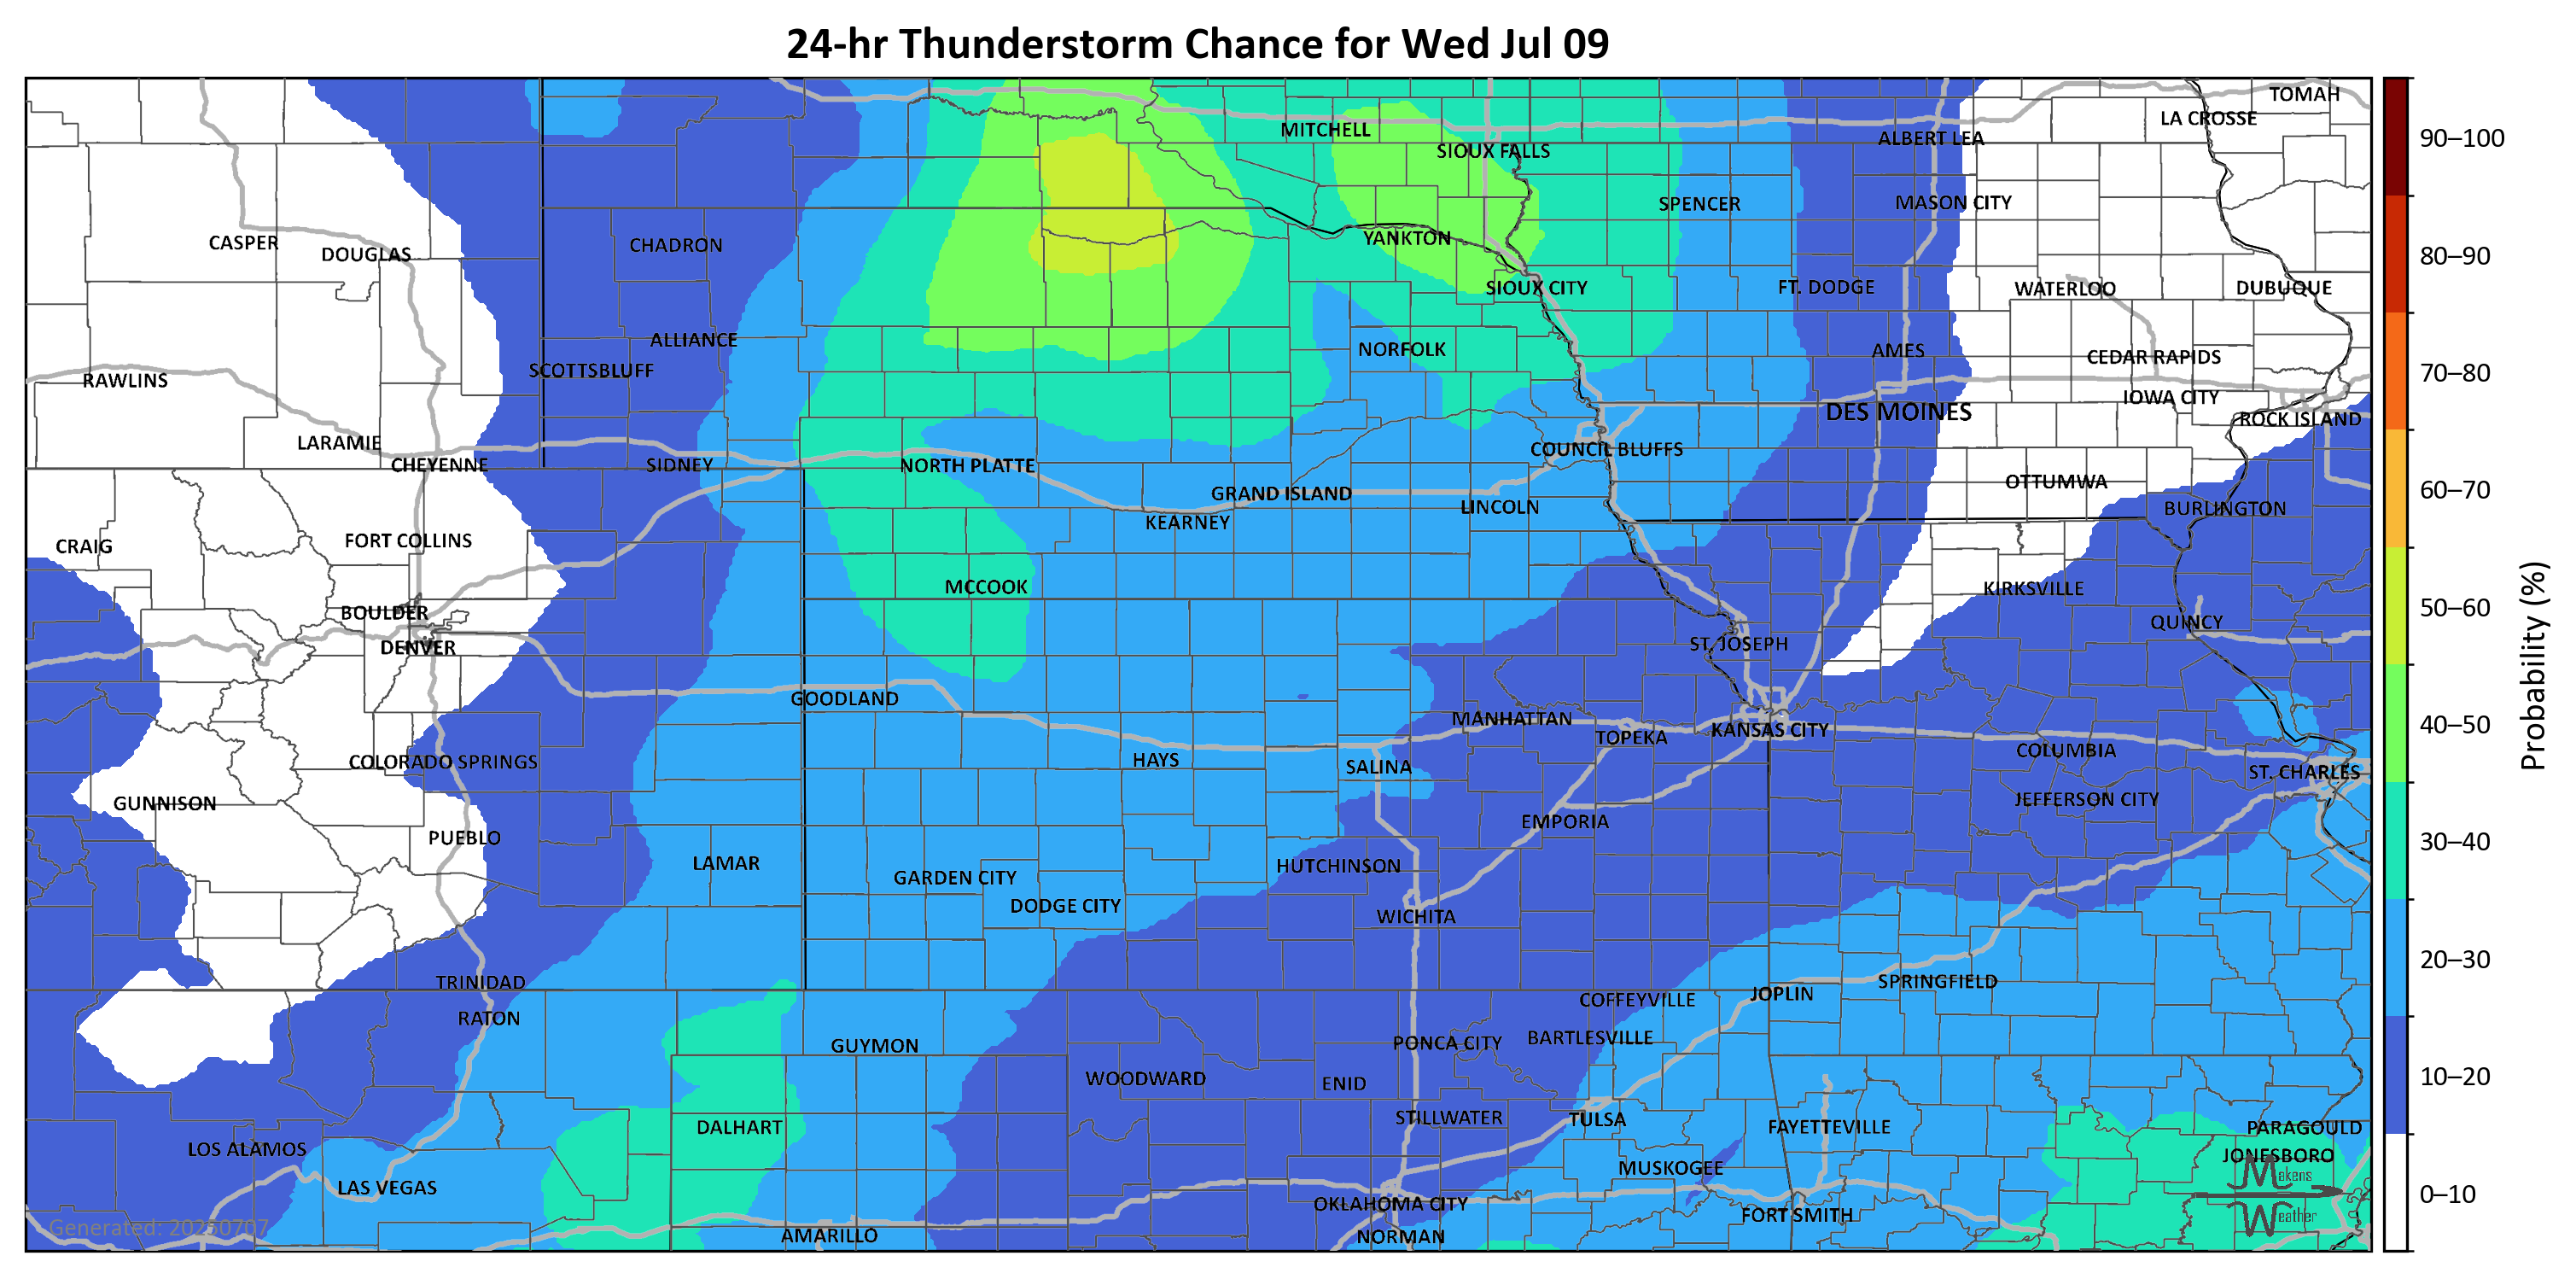 24-hr Thunderstorm Chance for Wed Jul 09
TOMAH
LA CROSSE
MITCHELL
ALBERT LEA
SIOUX FALLS
SPENCER
MASON CITY
CASPER
DOUGLAS
CHADRON
YANKTON
SIOUX CITY
FT. DODGE
WATERLOO
DUBUQUE
ALLIANCE
NORFOLK
AMES
CEDAR RAPIDS
SCOTTSBLUFF
RAWLINS
IOWA CITY
DES MOINES
ROCK ISLAND
LARAMIE
CHEYENNE
SIDNEY
NORTH PLATTE
COUNCIL BLUFFS
GRAND ISLAND
OTTUMWA
LINCOLN
BURLINGTON
KEARNEY
CRAIG
FORT COLLINS
MCCOOK
KIRKSVILLE
BOULDER
QUINCY
DENVER
ST. JOSEPH
GOODLAND
MANHATTAN
TOPEKA
KANSAS CITY
COLUMBIA
COLORADO SPRINGS
HAYS
SALINA
ST. CHARLES
GUNNISON
JEFFERSON CITY
PUEBLO
EMPORIA
LAMAR
HUTCHINSON
GARDEN CITY
DODGE CITY
WICHITA
TRINIDAD
SPRINGFIELD
JOPLIN
COFFEYVILLE
RATON
GUYMON
PONCA CITY
BARTLESVILLE
WOODWARD
ENID
STILLWATER
TULSA
DALHART
FAYETTEVILLE
PARAGOULD
LOS ALAMOS
JONESBORO
MUSKOGEE
LAS VEGAS
OKLAHOMA CITY
FORT SMITH
AMARILLO
NORMAN
Generated: 20250707
Makens
Weather
90–100
80–90
70–80
60–70
50–60
40–50
30–40
20–30
10–20
0–10
Probability (%)